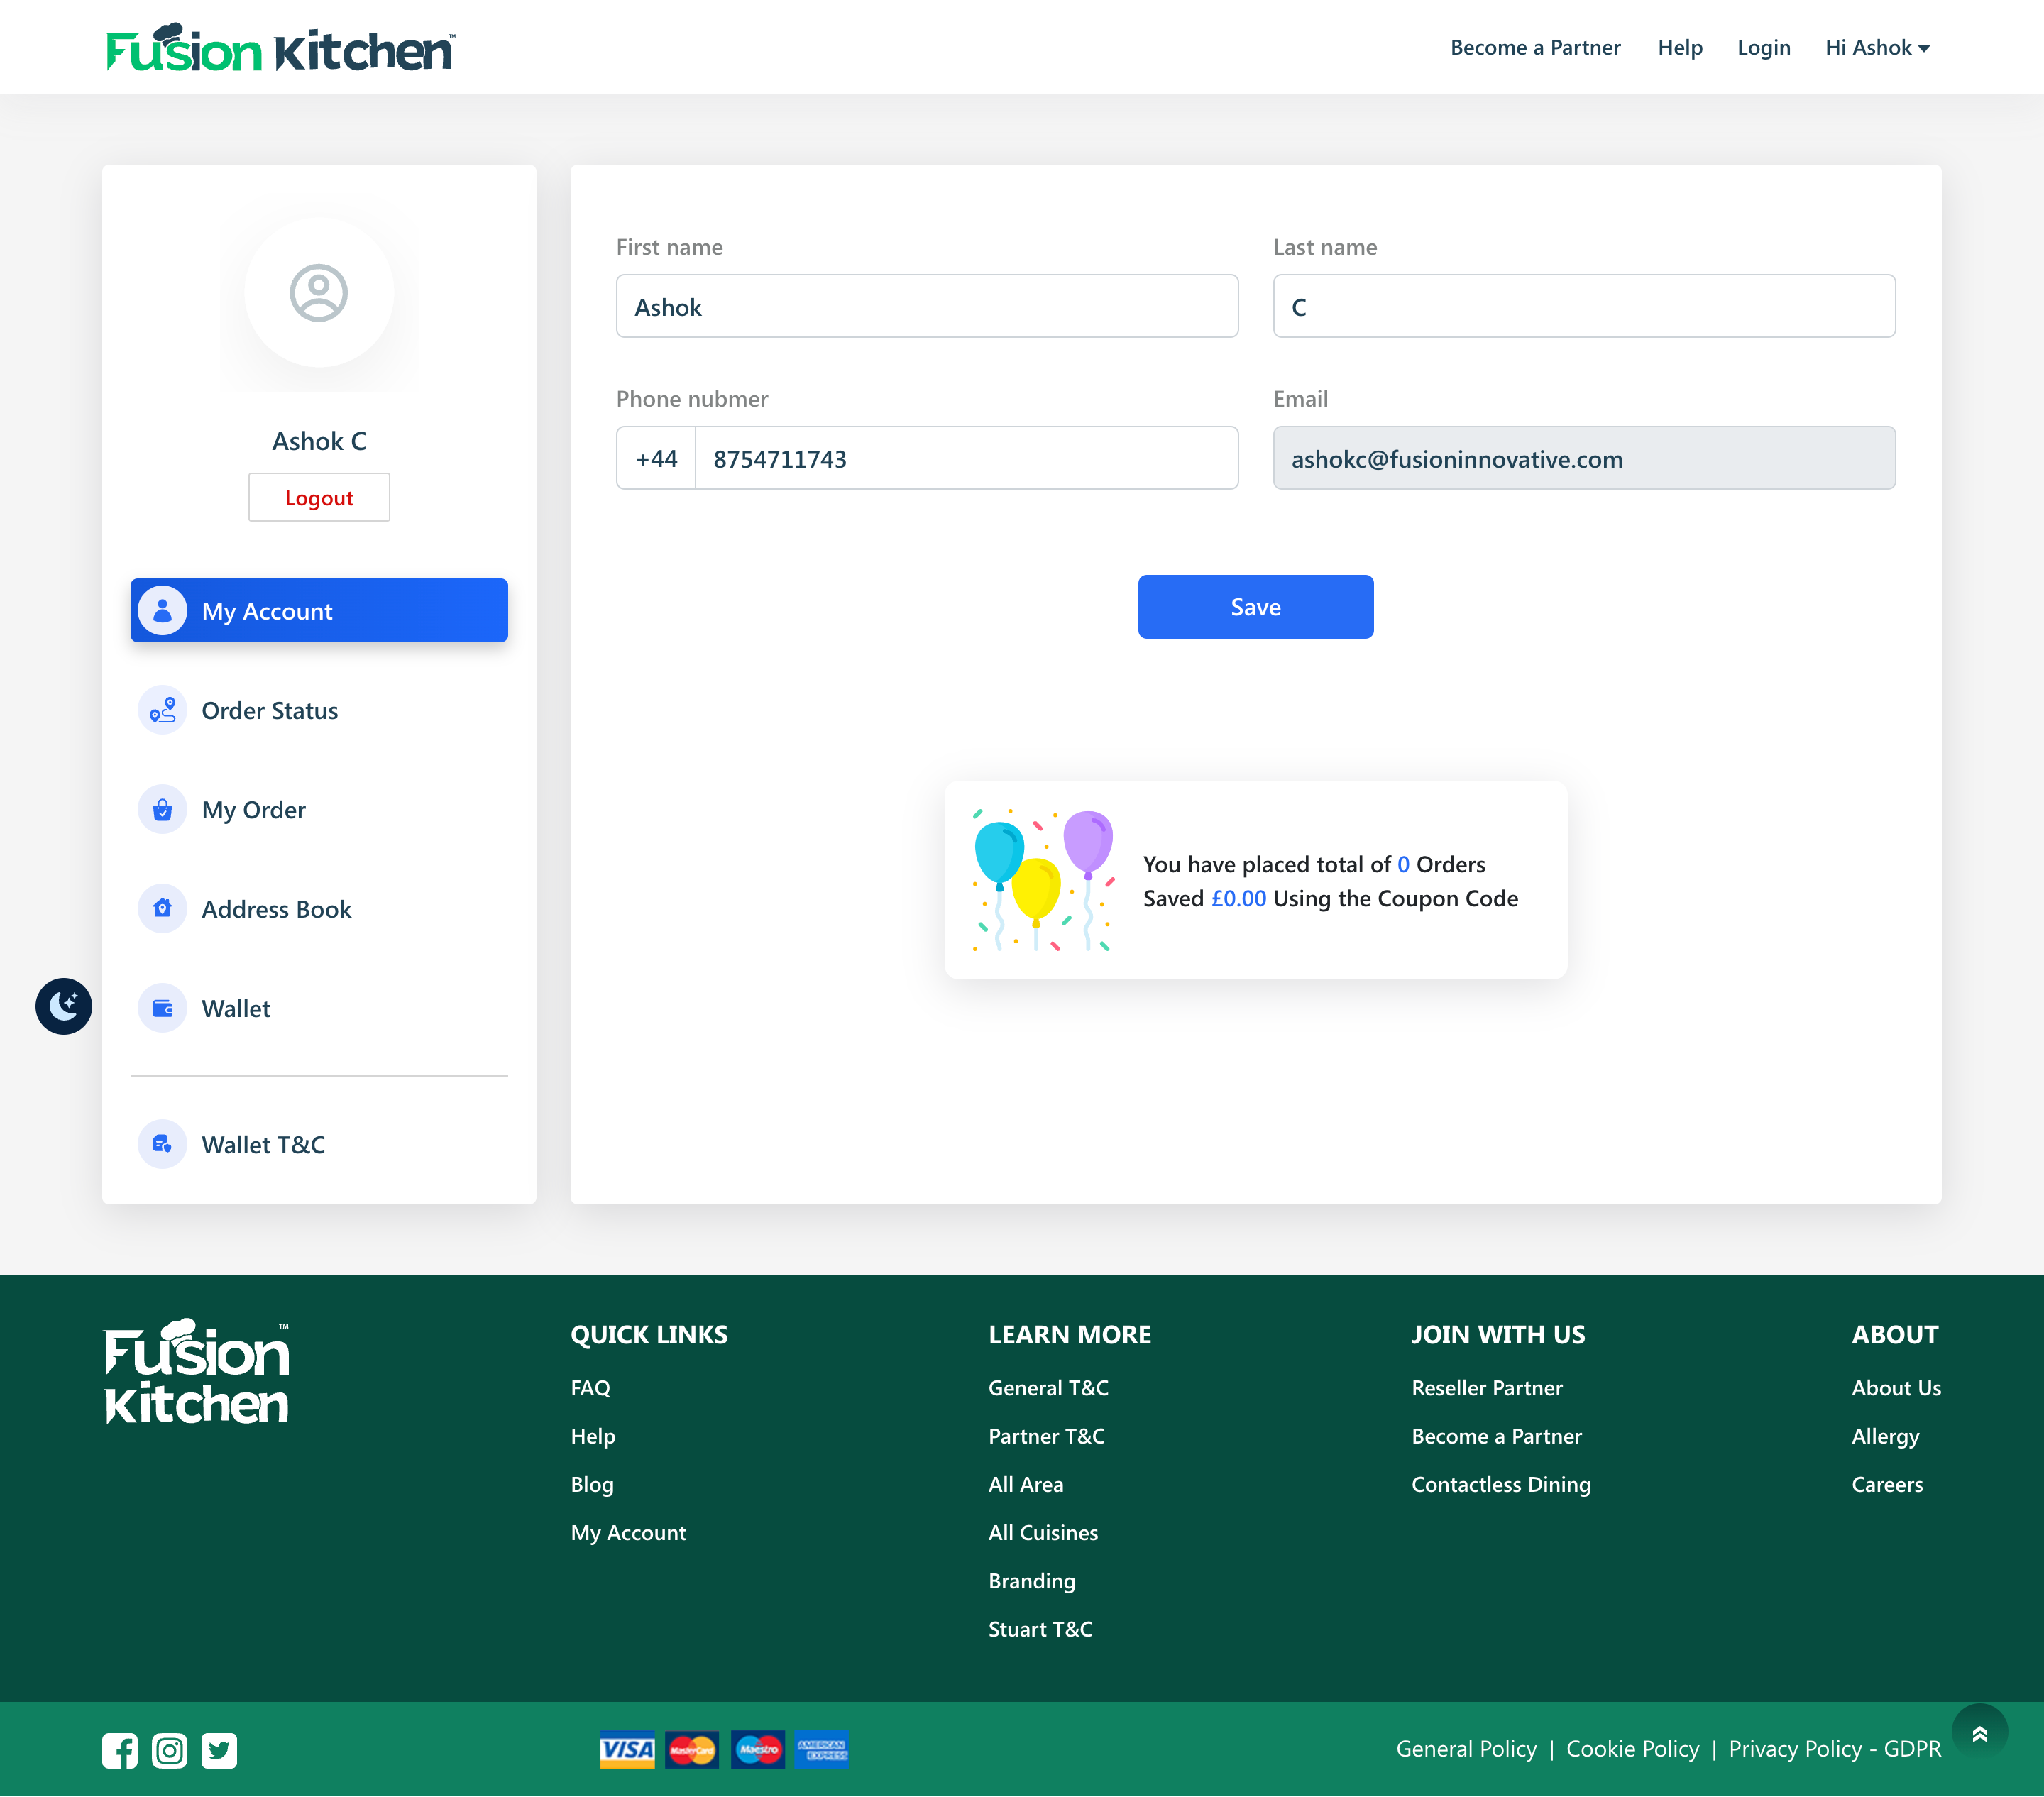 Fusion Kitchen™
Become a Partner Help Login Hi Ashok
Ashok C
Logout
My Account
Order Status
My Order
Address Book
Wallet
Wallet T&C
First name
Ashok
Last name
C
Phone nubmer
+44 8754711743
Email
ashokc@fusioninnovative.com
Save
You have placed total of 0 Orders
Saved £0.00 Using the Coupon Code
Fusion™
Kitchen
QUICK LINKS
FAQ
Help
Blog
My Account
LEARN MORE
General T&C
Partner T&C
All Area
All Cuisines
Branding
Stuart T&C
JOIN WITH US
Reseller Partner
Become a Partner
Contactless Dining
ABOUT
About Us
Allergy
Careers
VISA MasterCard Maestro AMERICAN EXPRESS
General Policy | Cookie Policy | Privacy Policy - GDPR